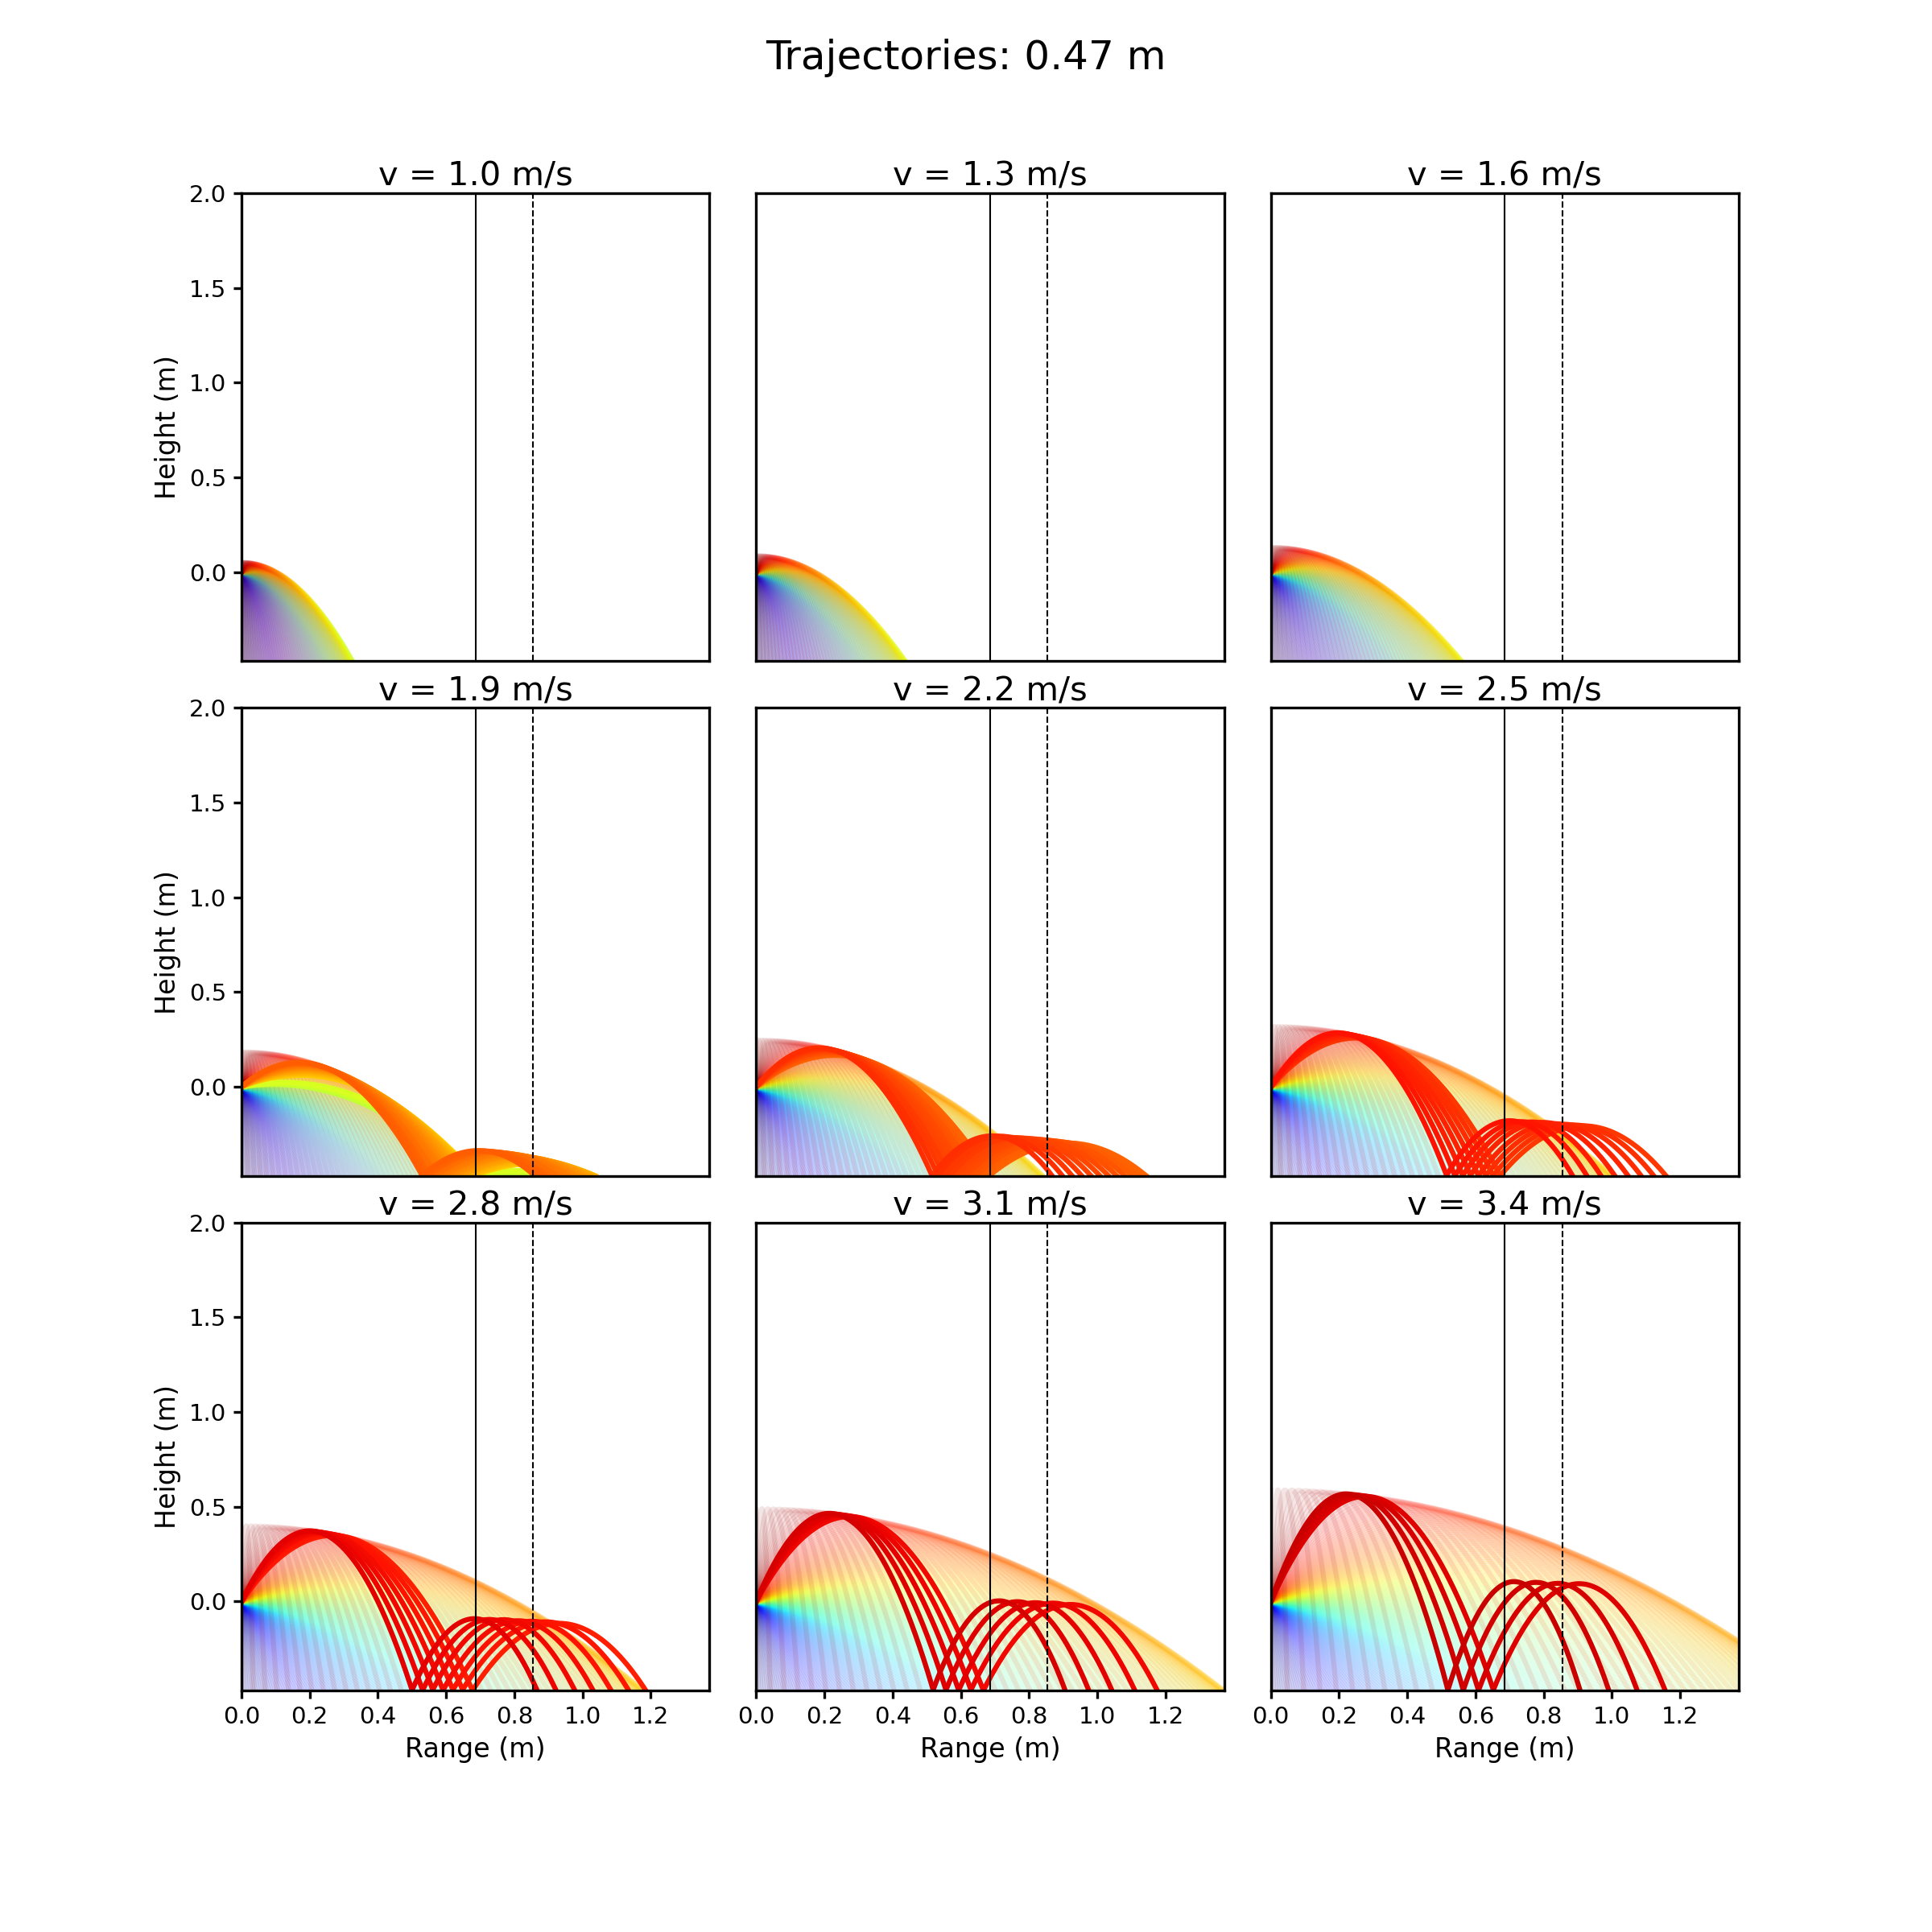 Trajectories: 0.47 m
v = 1.0 m/s
v = 1.3 m/s
v = 1.6 m/s
2.0
1.5
1.0
0.5
0.0
Height (m)
v = 1.9 m/s
v = 2.2 m/s
v = 2.5 m/s
2.0
1.5
1.0
0.5
0.0
Height (m)
v = 2.8 m/s
v = 3.1 m/s
v = 3.4 m/s
2.0
1.5
1.0
0.5
0.0
Height (m)
0.0 0.2 0.4 0.6 0.8 1.0 1.2
0.0 0.2 0.4 0.6 0.8 1.0 1.2
0.0 0.2 0.4 0.6 0.8 1.0 1.2
Range (m)
Range (m)
Range (m)